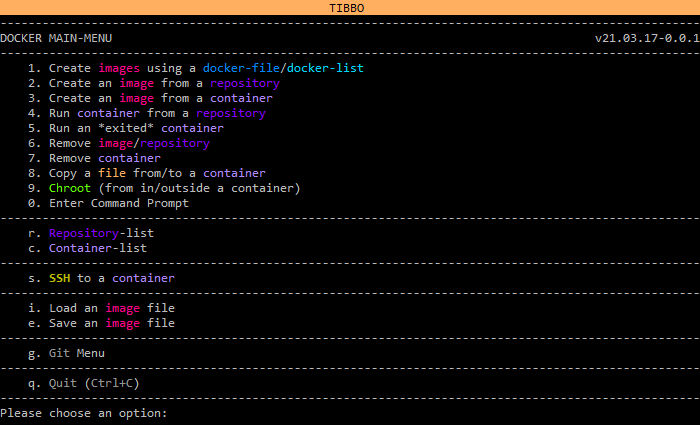 TIBBO
----------------------------------------------------------------------------------------------------
DOCKER MAIN-MENU v21.03.17-0.0.1
----------------------------------------------------------------------------------------------------
1. Create images using a docker-file/docker-list
2. Create an image from a repository
3. Create an image from a container
4. Run container from a repository
5. Run an *exited* container
6. Remove image/repository
7. Remove container
8. Copy a file from/to a container
9. Chroot (from in/outside a container)
0. Enter Command Prompt
----------------------------------------------------------------------------------------------------
r. Repository-list
c. Container-list
----------------------------------------------------------------------------------------------------
s. SSH to a container
----------------------------------------------------------------------------------------------------
i. Load an image file
e. Save an image file
----------------------------------------------------------------------------------------------------
g. Git Menu
----------------------------------------------------------------------------------------------------
q. Quit (Ctrl+C)
----------------------------------------------------------------------------------------------------
Please choose an option: